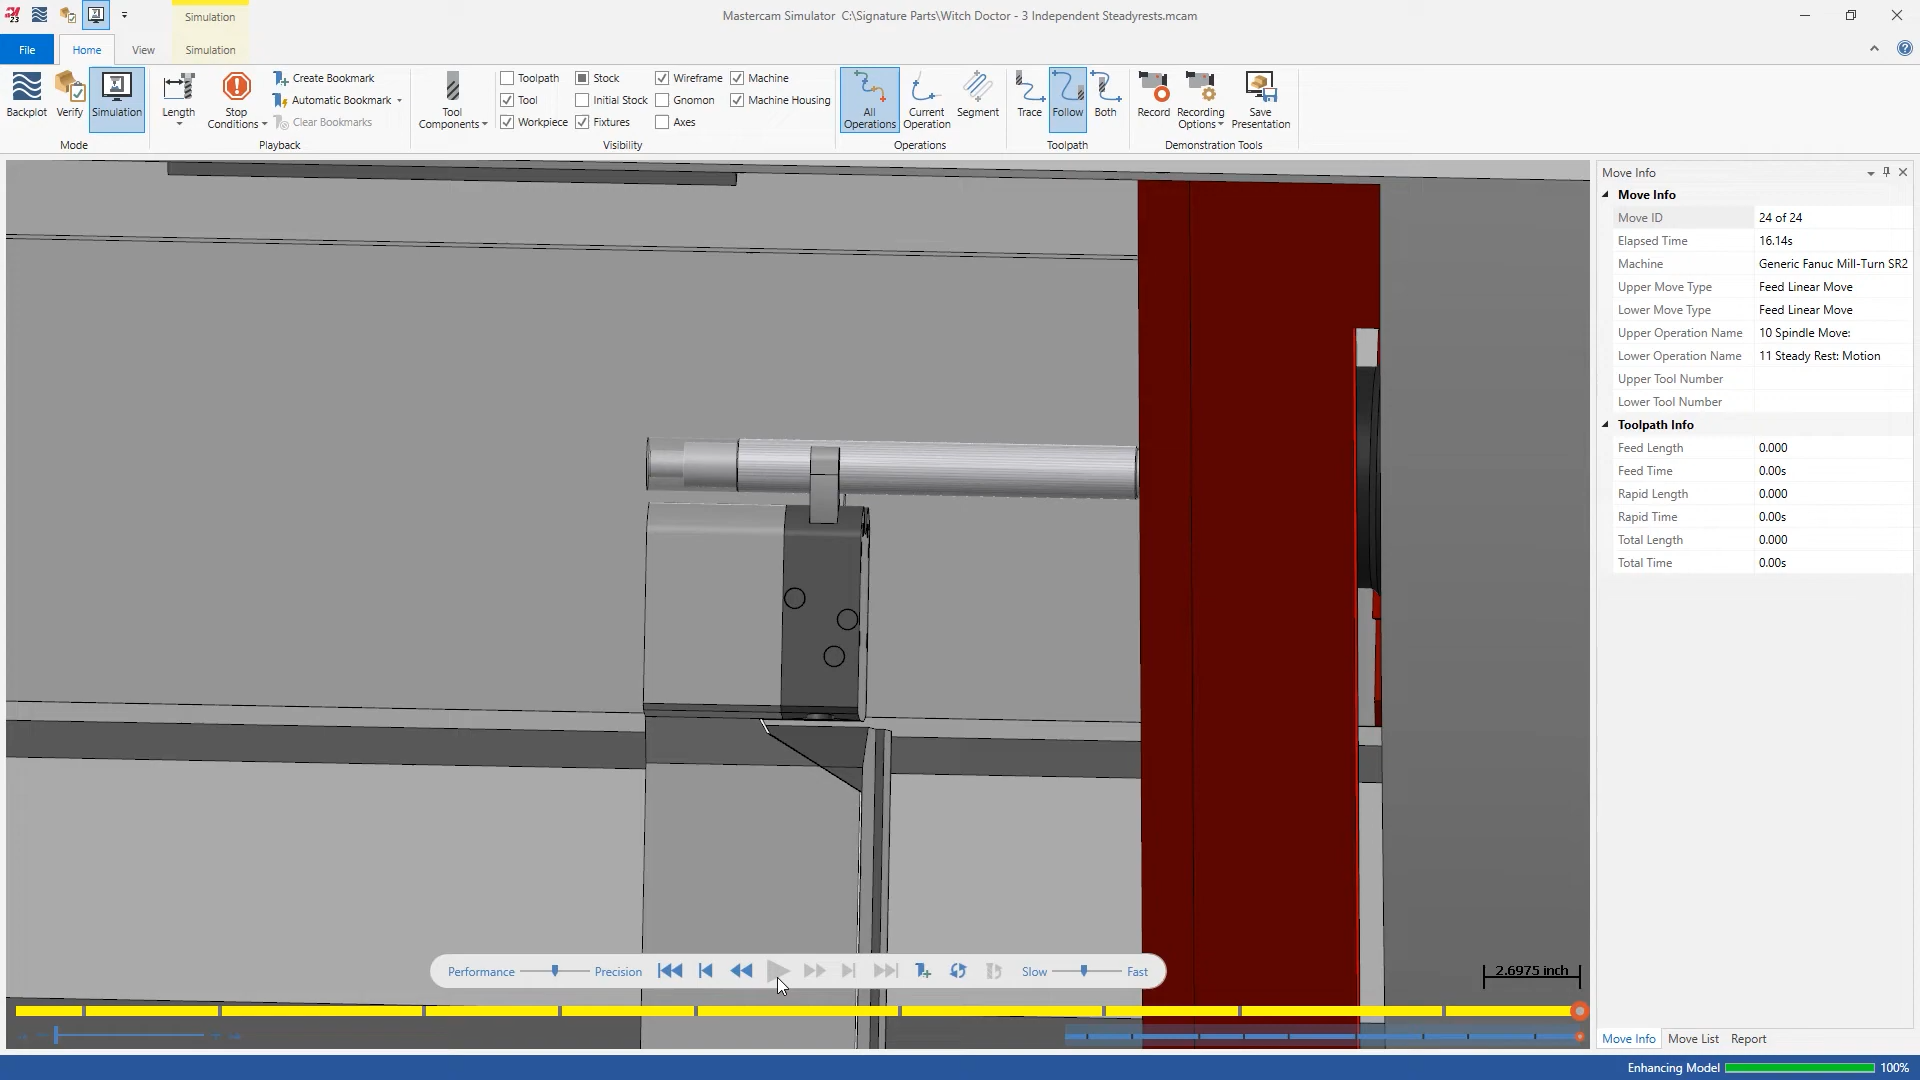 Simulation
Mastercam Simulator C:\Signature Parts\Witch Doctor - 3 Independent Steadyrests.mcam
File
Home
View
Simulation
Backplot
Verify
Simulation
Mode
Length
Stop Conditions
Create Bookmark
Automatic Bookmark
Clear Bookmarks
Playback
Tool Components
Toolpath
Tool
Workpiece
Stock
Initial Stock
Fixtures
Wireframe
Gnomon
Axes
Machine
Machine Housing
Visibility
All Operations
Current Operation
Segment
Operations
Trace
Follow
Both
Toolpath
Record
Recording Options
Save Presentation
Demonstration Tools
Move Info
Move Info
Move ID 24 of 24
Elapsed Time 16.14s
Machine Generic Fanuc Mill-Turn SR2
Upper Move Type Feed Linear Move
Lower Move Type Feed Linear Move
Upper Operation Name 10 Spindle Move:
Lower Operation Name 11 Steady Rest: Motion
Upper Tool Number
Lower Tool Number
Toolpath Info
Feed Length 0.000
Feed Time 0.00s
Rapid Length 0.000
Rapid Time 0.00s
Total Length 0.000
Total Time 0.00s
Performance
Precision
Slow
Fast
2.6975 inch
Move Info
Move List
Report
Enhancing Model 100%